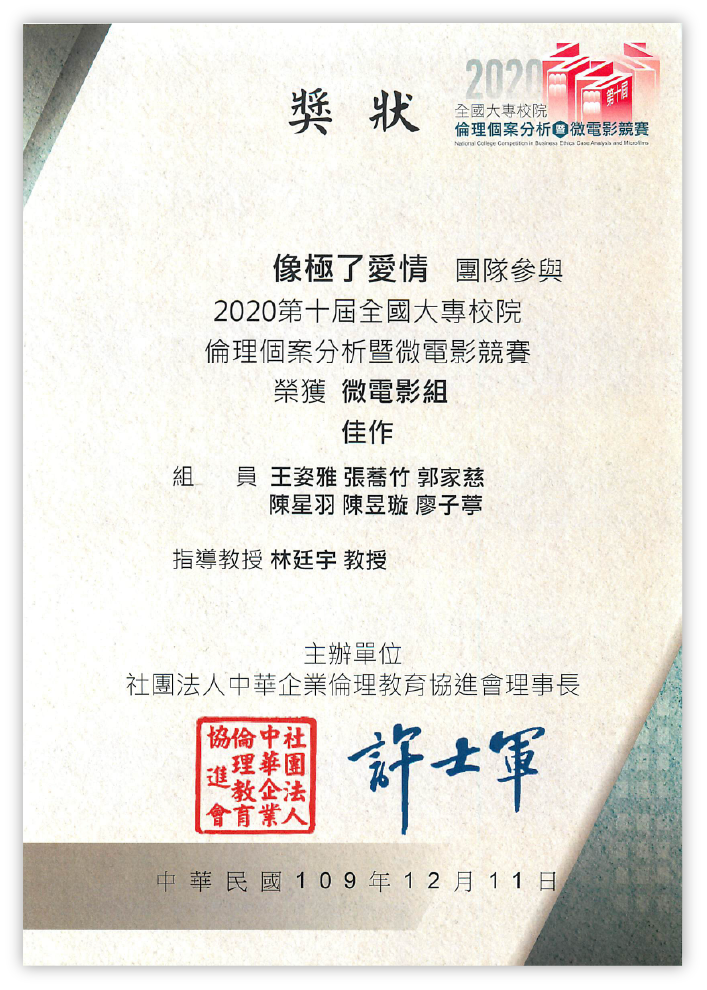 獎 狀
2020
第十屆
全國大專校院
倫理個案分析暨微電影競賽
National College Competition in Business Ethics Case Analysis and Microfilms
像極了愛情 團隊參與
2020第十屆全國大專校院
倫理個案分析暨微電影競賽
榮獲 微電影組
佳作
組 員 王姿雅 張蕎竹 郭家慈
陳星羽 陳昱璇 廖子葶
指導教授 林廷宇 教授
主辦單位
社團法人中華企業倫理教育協進會理事長
社團法人
中華企業
倫理教育
協進會
許士軍
中華民國109年12月11日